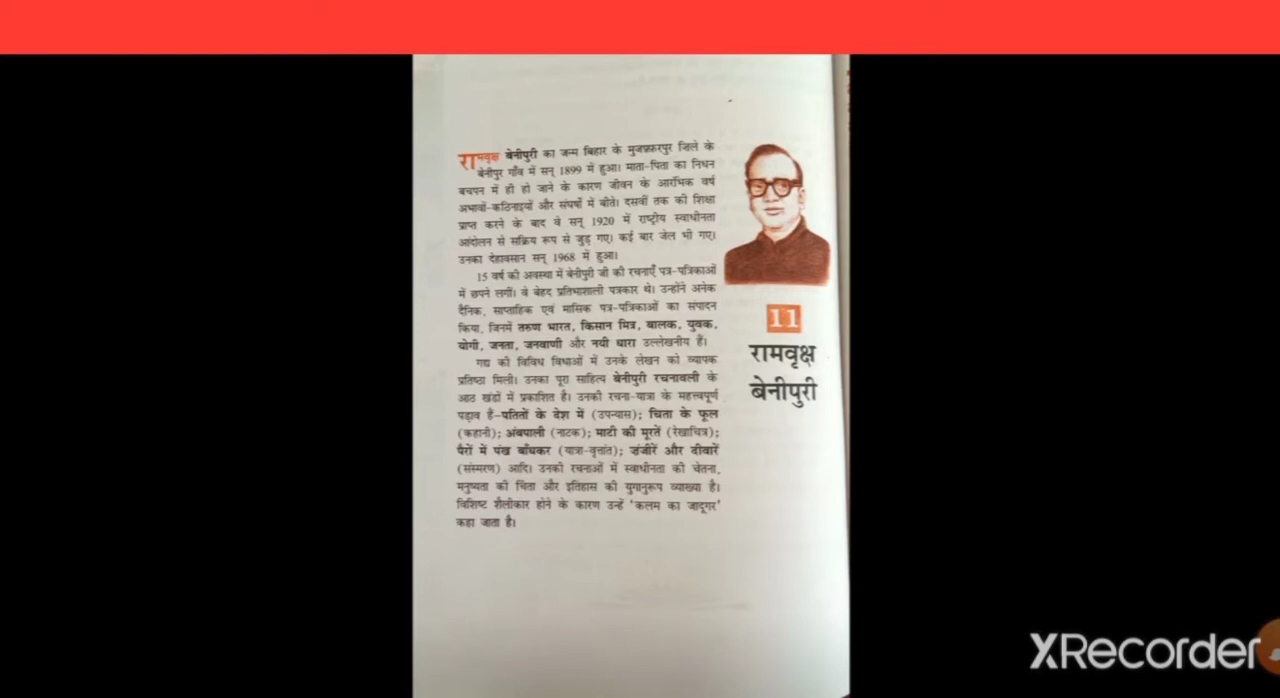 रामवृक्ष बेनीपुरी का जन्म बिहार के मुजफ़्फ़रपुर ज़िले के
बेनीपुर गाँव में सन् 1899 में हुआ। माता-पिता का निधन
बचपन में ही हो जाने के कारण जीवन के आरंभिक वर्ष
अभावों-कठिनाइयों और संघर्षों में बीते। दसवीं तक की शिक्षा
प्राप्त करने के बाद वे सन् 1920 में राष्ट्रीय स्वाधीनता
आंदोलन से सक्रिय रूप से जुड़ गए। कई बार जेल भी गए।
उनका देहावसान सन् 1968 में हुआ।
15 वर्ष की अवस्था में बेनीपुरी जी की रचनाएँ पत्र-पत्रिकाओं
में छपने लगीं। वे बेहद प्रतिभाशाली पत्रकार थे। उन्होंने अनेक
दैनिक, साप्ताहिक एवं मासिक पत्र-पत्रिकाओं का संपादन
किया, जिनमें तरुण भारत, किसान मित्र, बालक, युवक,
योगी, जनता, जनवाणी और नयी धारा उल्लेखनीय हैं।
गद्य की विविध विधाओं में उनके लेखन को व्यापक
प्रतिष्ठा मिली। उनका पूरा साहित्य बेनीपुरी रचनावली के
आठ खंडों में प्रकाशित है। उनकी रचना-यात्रा के महत्त्वपूर्ण
पड़ाव हैं–पतितों के देश में (उपन्यास); चिता के फूल
(कहानी); अंबपाली (नाटक); माटी की मूरतें (रेखाचित्र);
पैरों में पंख बाँधकर (यात्रा-वृत्तांत); ज़ंजीरें और दीवारें
(संस्मरण) आदि। उनकी रचनाओं में स्वाधीनता की चेतना,
मनुष्यता की चिंता और इतिहास की युगानुरूप व्याख्या है।
विशिष्ट शैलीकार होने के कारण उन्हें 'कलम का जादूगर'
कहा जाता है।
11
रामवृक्ष
बेनीपुरी
XRecorder